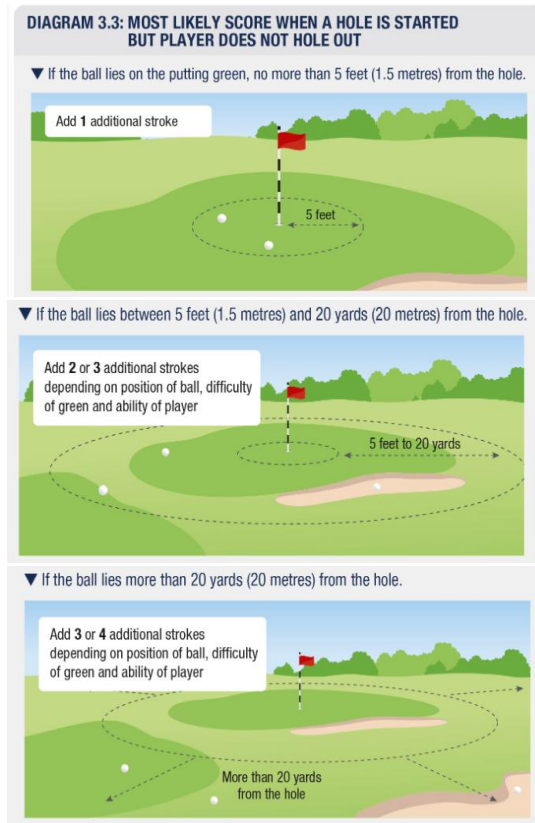 DIAGRAM 3.3: MOST LIKELY SCORE WHEN A HOLE IS STARTED
BUT PLAYER DOES NOT HOLE OUT
▼ If the ball lies on the putting green, no more than 5 feet (1.5 metres) from the hole.
Add 1 additional stroke
5 feet
▼ If the ball lies between 5 feet (1.5 metres) and 20 yards (20 metres) from the hole.
Add 2 or 3 additional strokes
depending on position of ball, difficulty
of green and ability of player
5 feet to 20 yards
▼ If the ball lies more than 20 yards (20 metres) from the hole.
Add 3 or 4 additional strokes
depending on position of ball, difficulty
of green and ability of player
More than 20 yards
from the hole